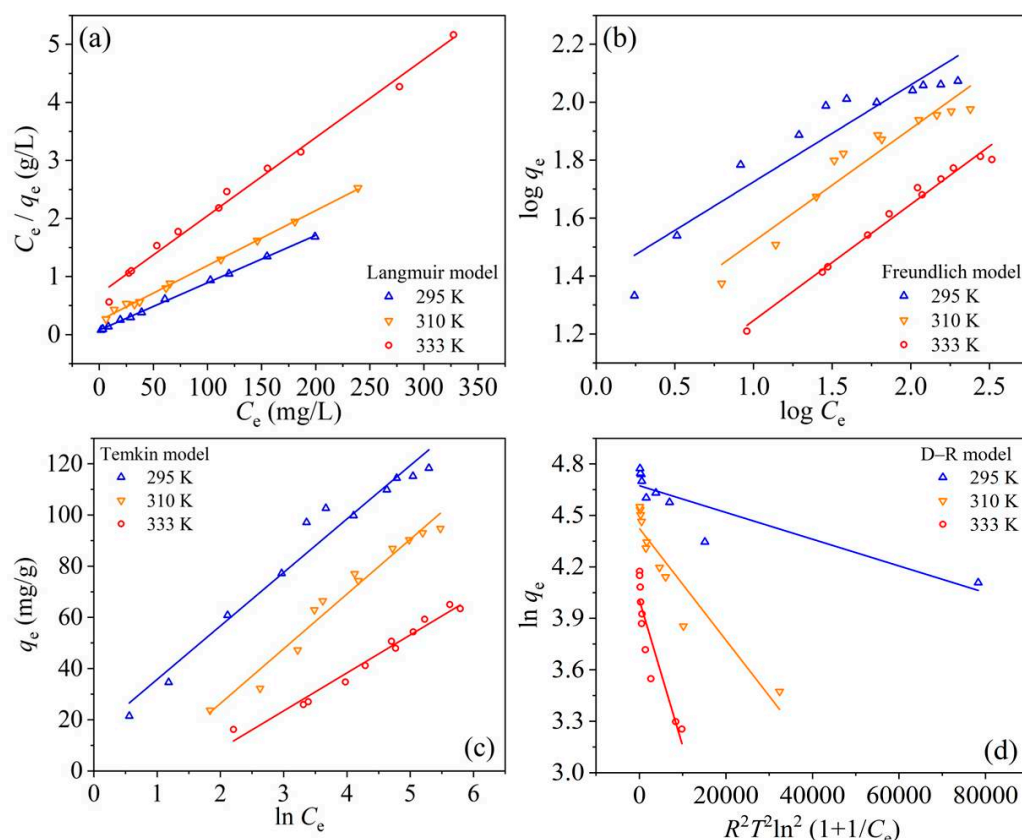 (a)
5
4
3
2
1
0
C_e / q_e (g/L)
Langmuir model
295 K
310 K
333 K
0 50 100 150 200 250 300 350
C_e (mg/L)
(b)
2.2
2.0
1.8
1.6
1.4
1.2
log q_e
Freundlich model
295 K
310 K
333 K
0.0 0.5 1.0 1.5 2.0 2.5
log C_e
Temkin model
295 K
310 K
333 K
120
100
80
60
40
20
0
q_e (mg/g)
(c)
0 1 2 3 4 5 6
ln C_e
D–R model
295 K
310 K
333 K
4.8
4.5
4.2
3.9
3.6
3.3
3.0
ln q_e
(d)
0 20000 40000 60000 80000
R²T²ln² (1+1/C_e)